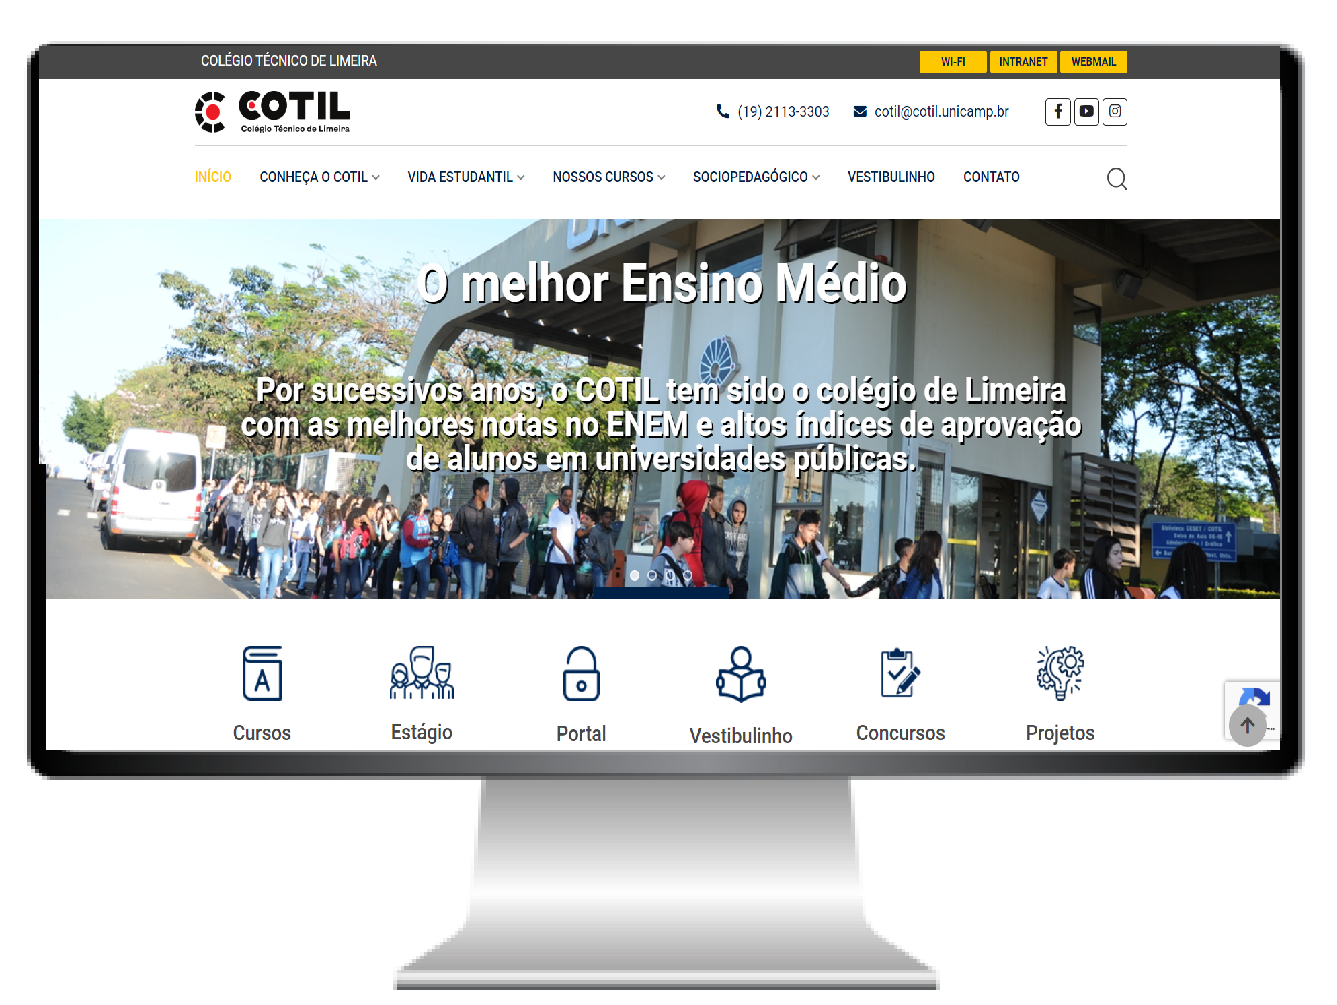 COLÉGIO TÉCNICO DE LIMEIRA
WI-FI
INTRANET
WEBMAIL
COTIL
Colégio Técnico de Limeira
(19) 2113-3303
cotil@cotil.unicamp.br
INÍCIO
CONHEÇA O COTIL
VIDA ESTUDANTIL
NOSSOS CURSOS
SOCIOPEDAGÓGICO
VESTIBULINHO
CONTATO
O melhor Ensino Médio
Por sucessivos anos, o COTIL tem sido o colégio de Limeira
com as melhores notas no ENEM e altos índices de aprovação
de alunos em universidades públicas.
Biblioteca CESET / COTIL
A
Cursos
Estágio
Portal
Vestibulinho
Concursos
Projetos